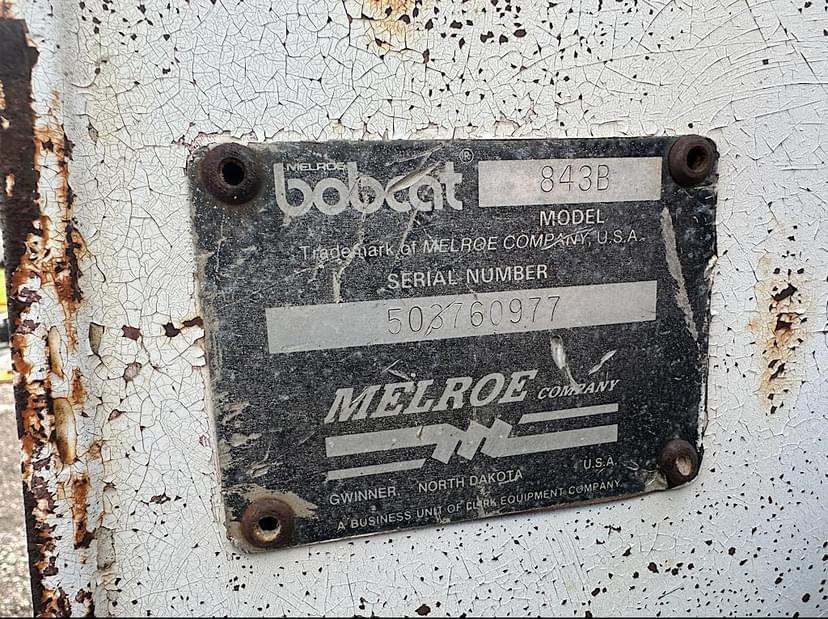 MELROE
bobcat® 843B
MODEL
Trademark of MELROE COMPANY, U.S.A.
SERIAL NUMBER
503760977
MELROE COMPANY
GWINNER, NORTH DAKOTA U.S.A.
A BUSINESS UNIT OF CLARK EQUIPMENT COMPANY